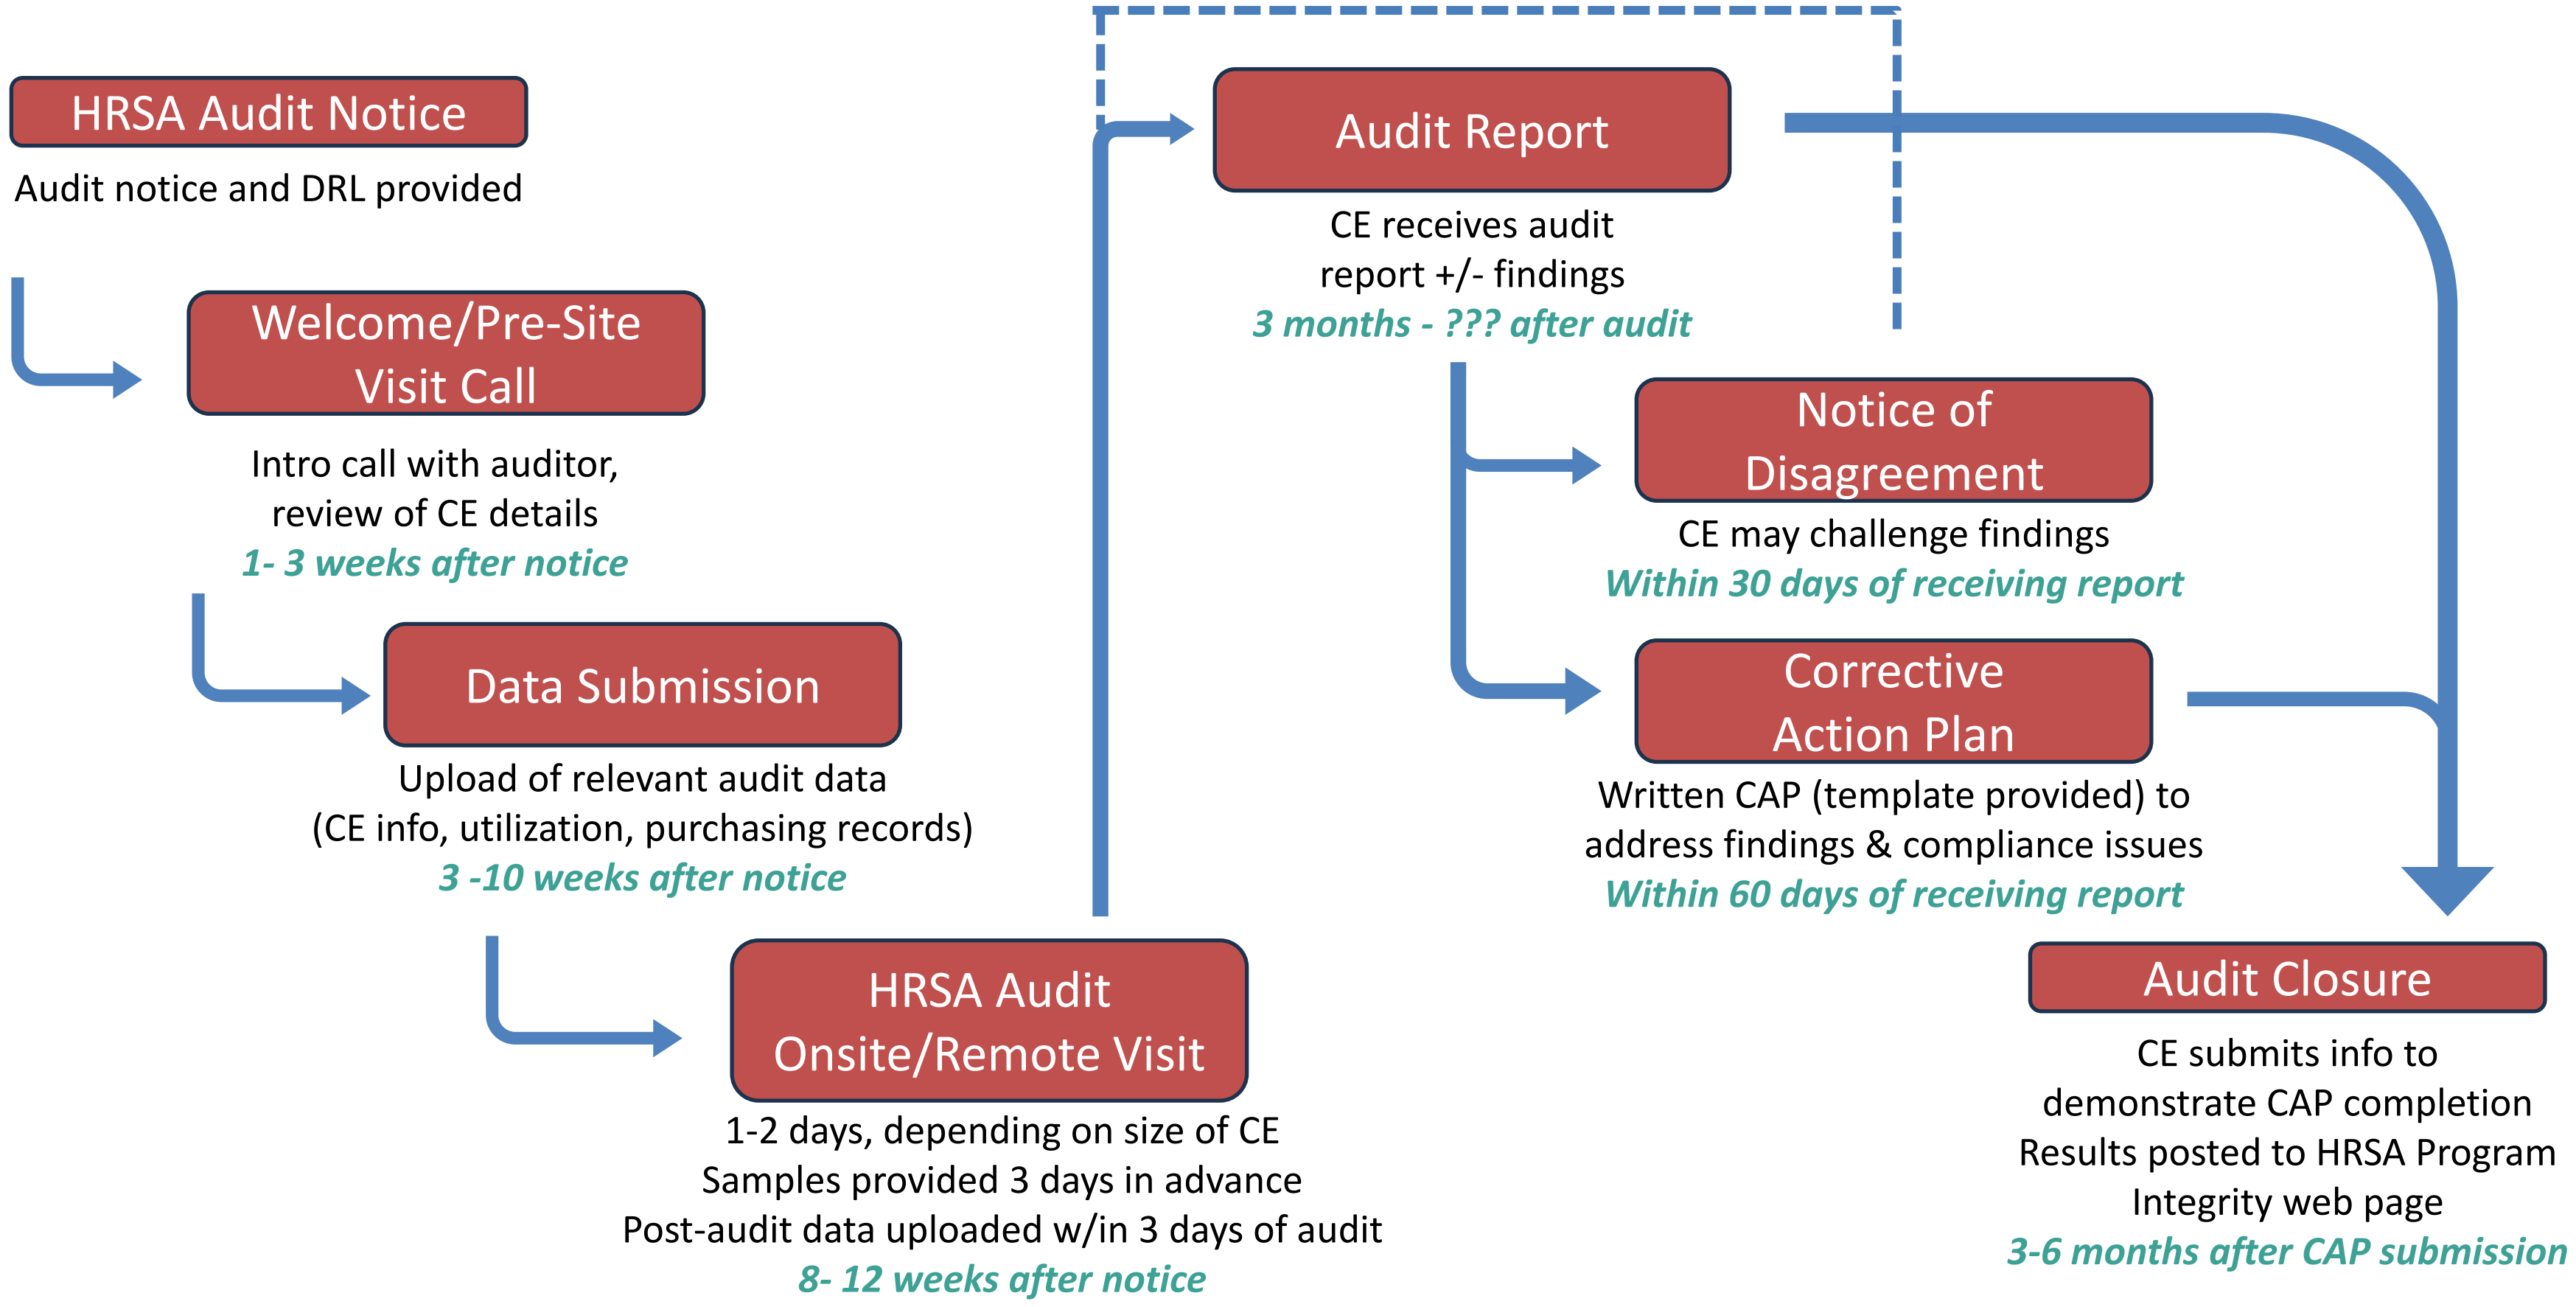 HRSA Audit Notice
Audit notice and DRL provided
Welcome/Pre-Site
Visit Call
Intro call with auditor,
review of CE details
1- 3 weeks after notice
Data Submission
Upload of relevant audit data
(CE info, utilization, purchasing records)
3 -10 weeks after notice
HRSA Audit
Onsite/Remote Visit
1-2 days, depending on size of CE
Samples provided 3 days in advance
Post-audit data uploaded w/in 3 days of audit
8- 12 weeks after notice
Audit Report
CE receives audit
report +/- findings
3 months - ??? after audit
Notice of
Disagreement
CE may challenge findings
Within 30 days of receiving report
Corrective
Action Plan
Written CAP (template provided) to
address findings & compliance issues
Within 60 days of receiving report
Audit Closure
CE submits info to
demonstrate CAP completion
Results posted to HRSA Program
Integrity web page
3-6 months after CAP submission